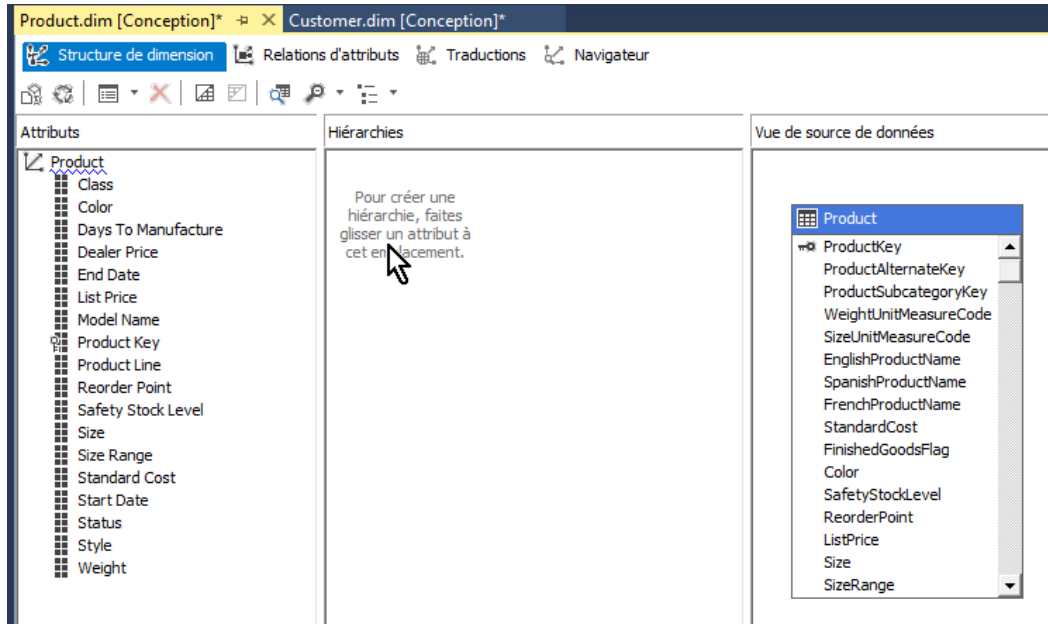 Product.dim [Conception]* Customer.dim [Conception]*
Structure de dimension Relations d'attributs Traductions Navigateur
Attributs
Product
Class
Color
Days To Manufacture
Dealer Price
End Date
List Price
Model Name
Product Key
Product Line
Reorder Point
Safety Stock Level
Size
Size Range
Standard Cost
Start Date
Status
Style
Weight
Hiérarchies
Pour créer une
hiérarchie, faites
glisser un attribut à
cet emplacement.
Vue de source de données
Product
ProductKey
ProductAlternateKey
ProductSubcategoryKey
WeightUnitMeasureCode
SizeUnitMeasureCode
EnglishProductName
SpanishProductName
FrenchProductName
StandardCost
FinishedGoodsFlag
Color
SafetyStockLevel
ReorderPoint
ListPrice
Size
SizeRange